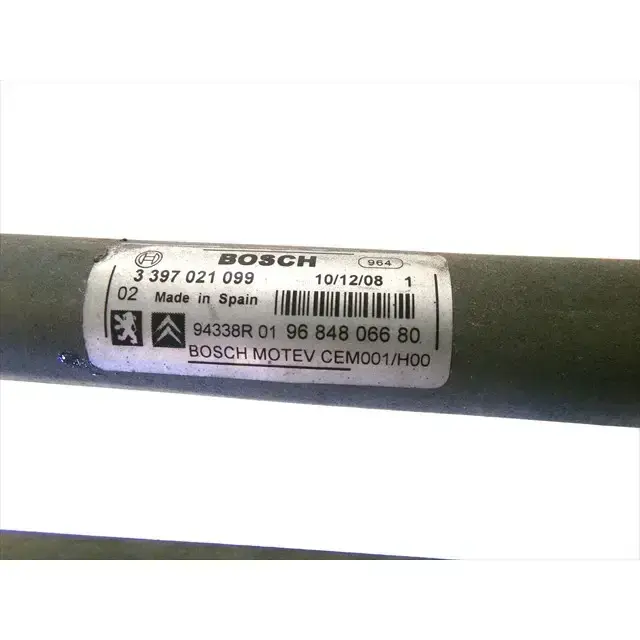 BOSCH 964
3 397 021 099 10/12/08 1
02 Made in Spain
94338R 01 96 848 066 80
BOSCH MOTEV CEM001/H00